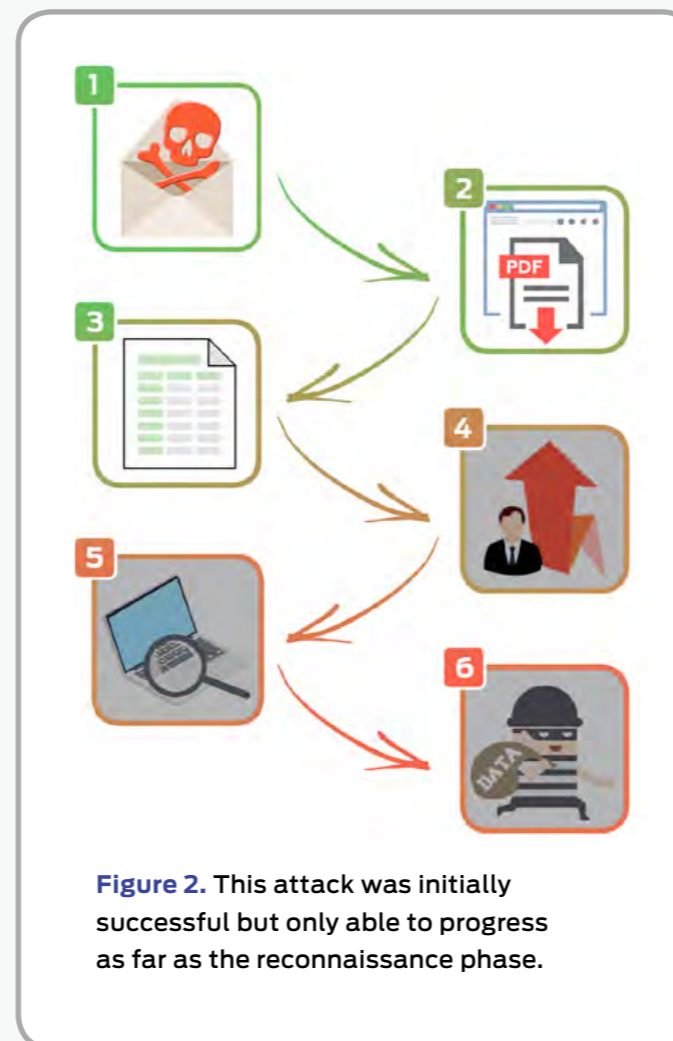 1
2
PDF
3
4
5
6
DATA
Figure 2. This attack was initially
successful but only able to progress
as far as the reconnaissance phase.